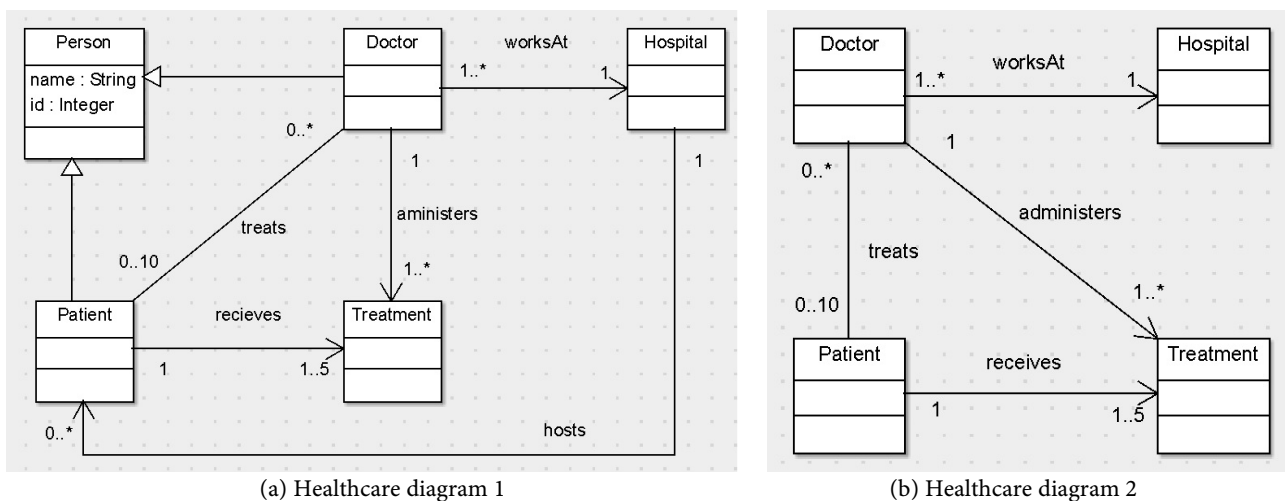 Person
name : String
id : Integer
Doctor
worksAt
Hospital
1..*
1
0..*
1
1
treats
aministers
0..10
1..*
Patient
recieves
Treatment
1
1..5
0..*
hosts
(a) Healthcare diagram 1
Doctor
worksAt
Hospital
1..*
1
0..*
1
administers
treats
0..10
1..*
Patient
receives
Treatment
1
1..5
(b) Healthcare diagram 2